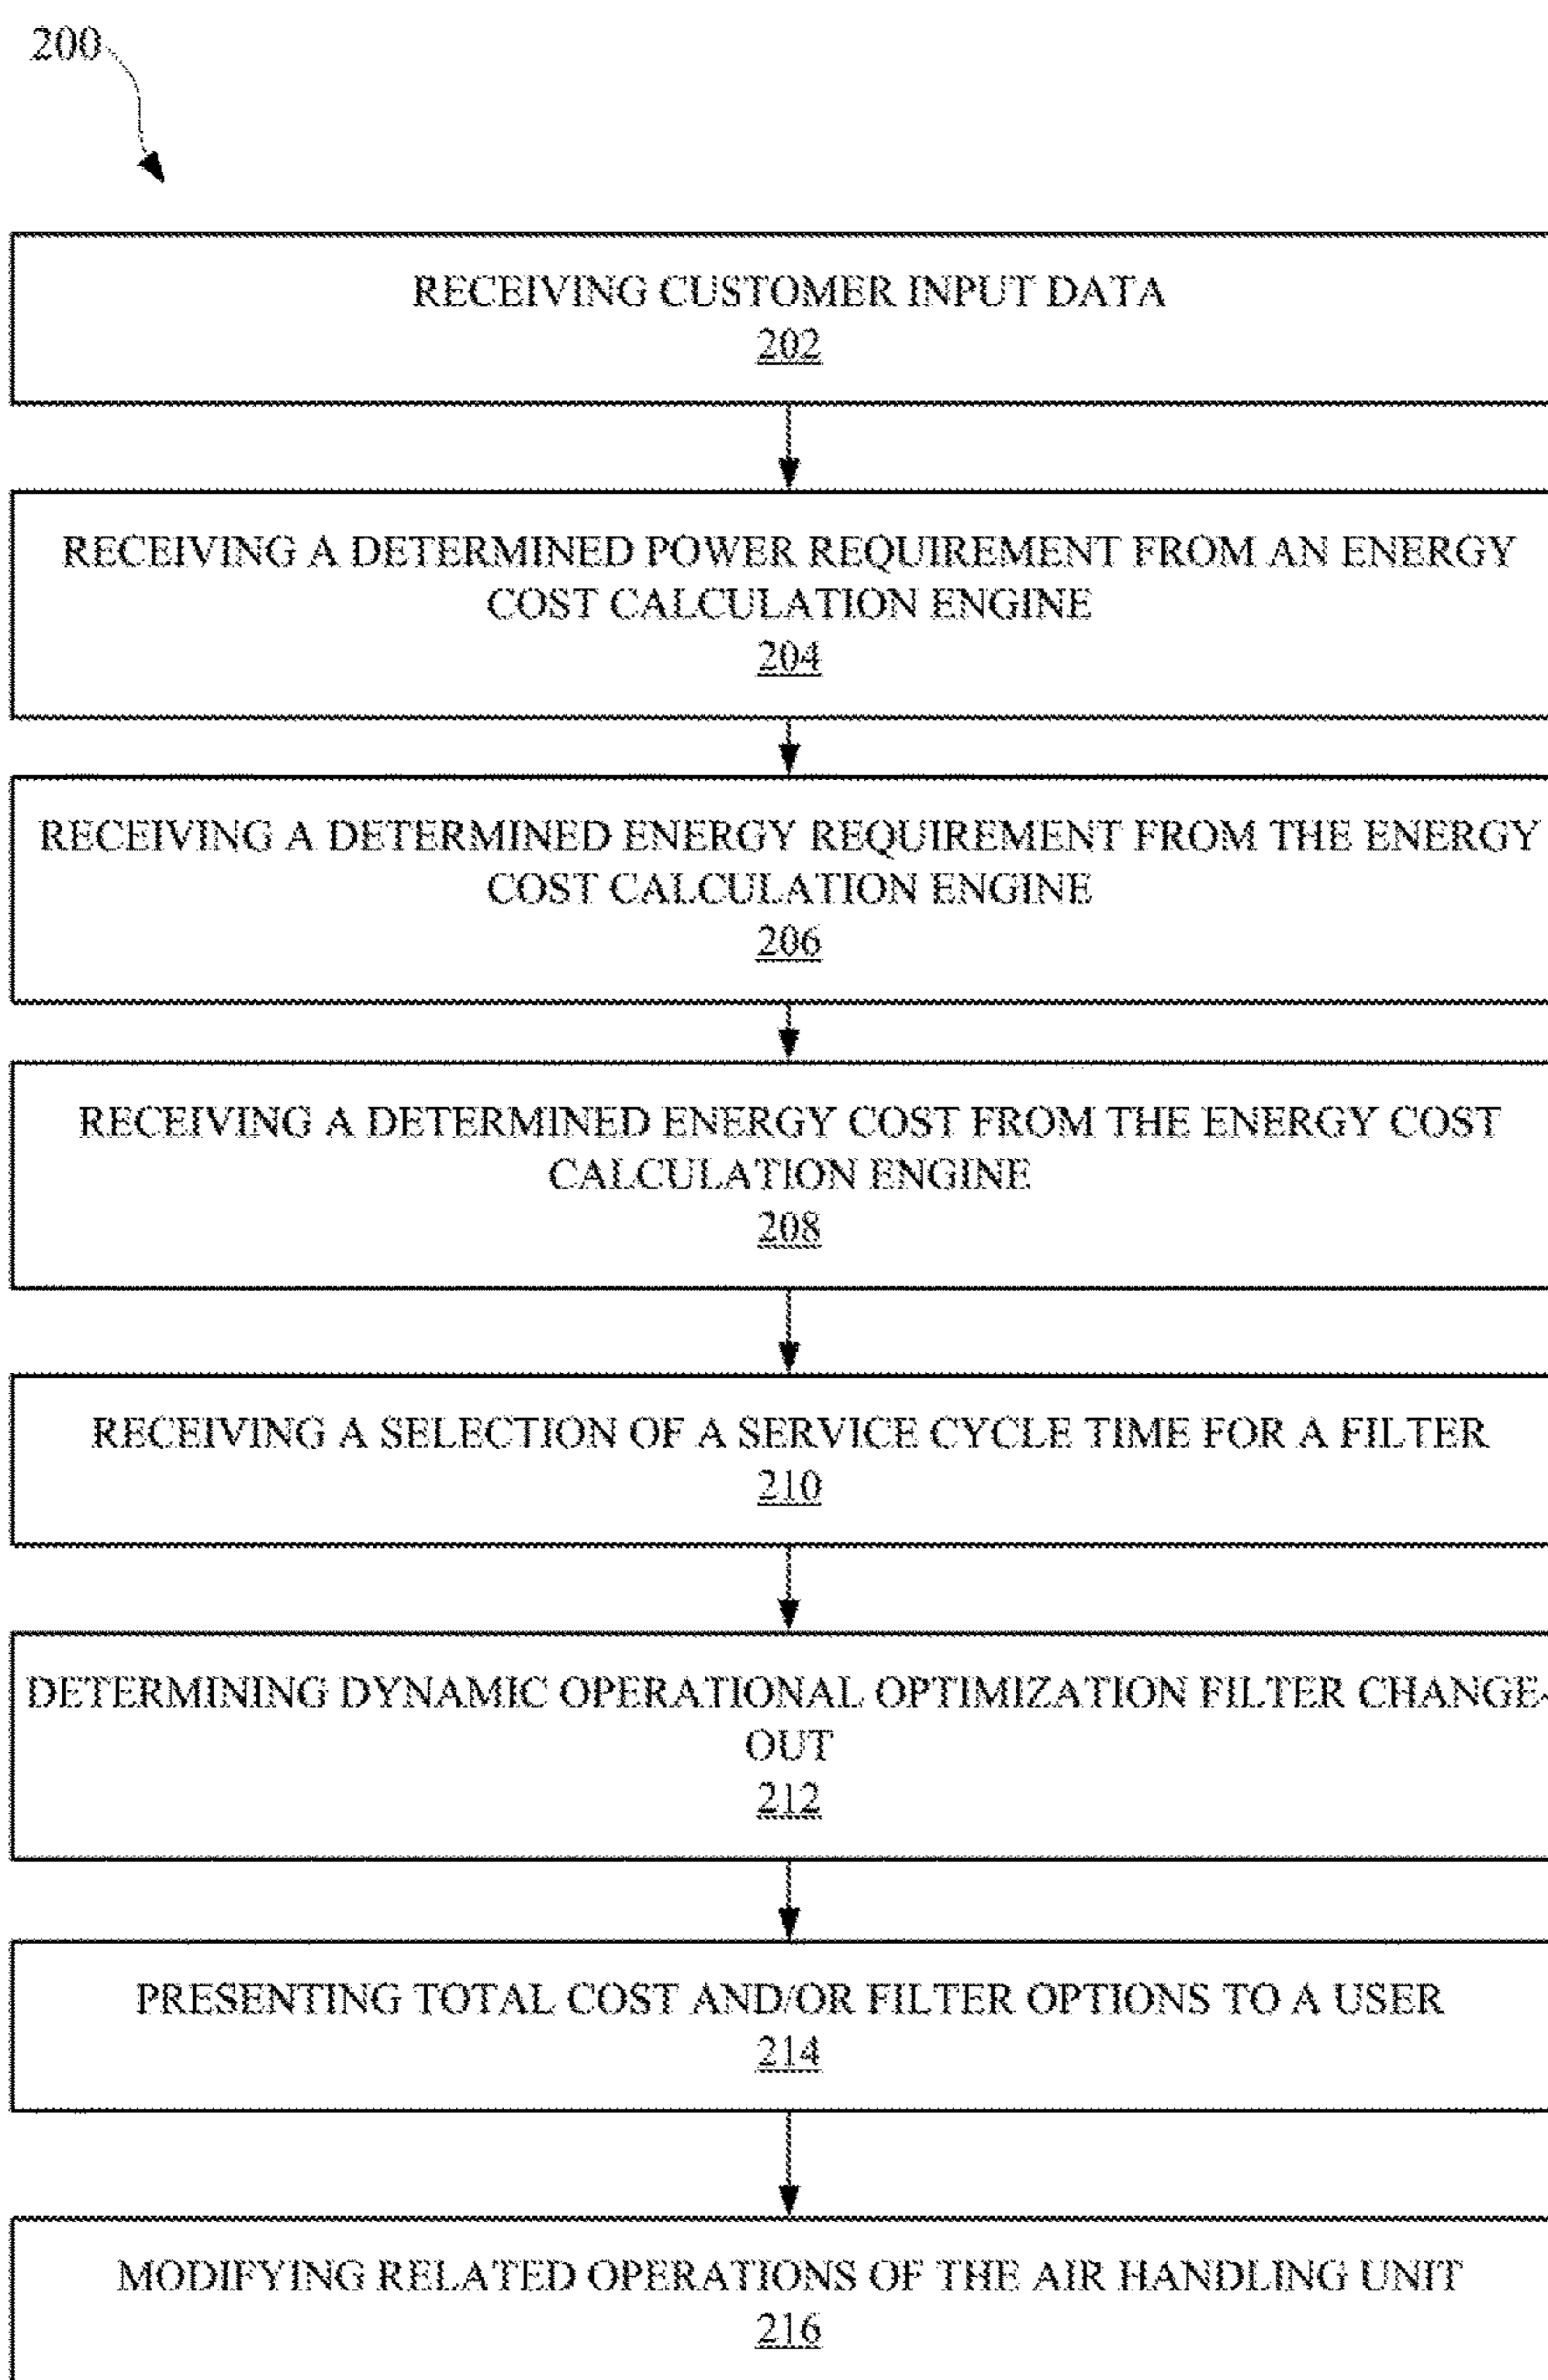 200
RECEIVING CUSTOMER INPUT DATA
202
RECEIVING A DETERMINED POWER REQUIREMENT FROM AN ENERGY
COST CALCULATION ENGINE
204
RECEIVING A DETERMINED ENERGY REQUIREMENT FROM THE ENERGY
COST CALCULATION ENGINE
206
RECEIVING A DETERMINED ENERGY COST FROM THE ENERGY COST
CALCULATION ENGINE
208
RECEIVING A SELECTION OF A SERVICE CYCLE TIME FOR A FILTER
210
DETERMINING DYNAMIC OPERATIONAL OPTIMIZATION FILTER CHANGE-
OUT
212
PRESENTING TOTAL COST AND/OR FILTER OPTIONS TO A USER
214
MODIFYING RELATED OPERATIONS OF THE AIR HANDLING UNIT
216